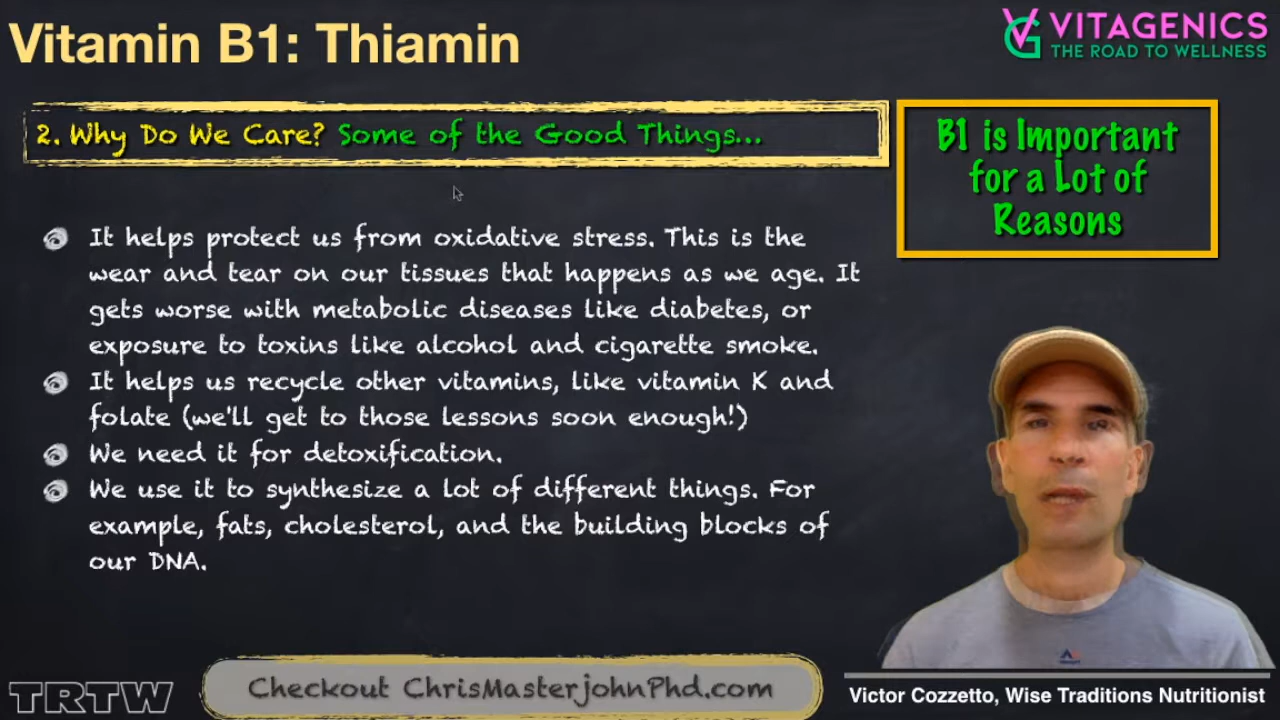 Vitamin B1: Thiamin
VG VITAGENICS
THE ROAD TO WELLNESS
2. Why Do We Care? Some of the Good Things...
B1 is Important
for a Lot of
Reasons
It helps protect us from oxidative stress. This is the
wear and tear on our tissues that happens as we age. It
gets worse with metabolic diseases like diabetes, or
exposure to toxins like alcohol and cigarette smoke.
It helps us recycle other vitamins, like vitamin K and
folate (we'll get to those lessons soon enough!)
We need it for detoxification.
We use it to synthesize a lot of different things. For
example, fats, cholesterol, and the building blocks of
our DNA.
TRTW
Checkout ChrisMasterjohnPhd.com
Victor Cozzetto, Wise Traditions Nutritionist